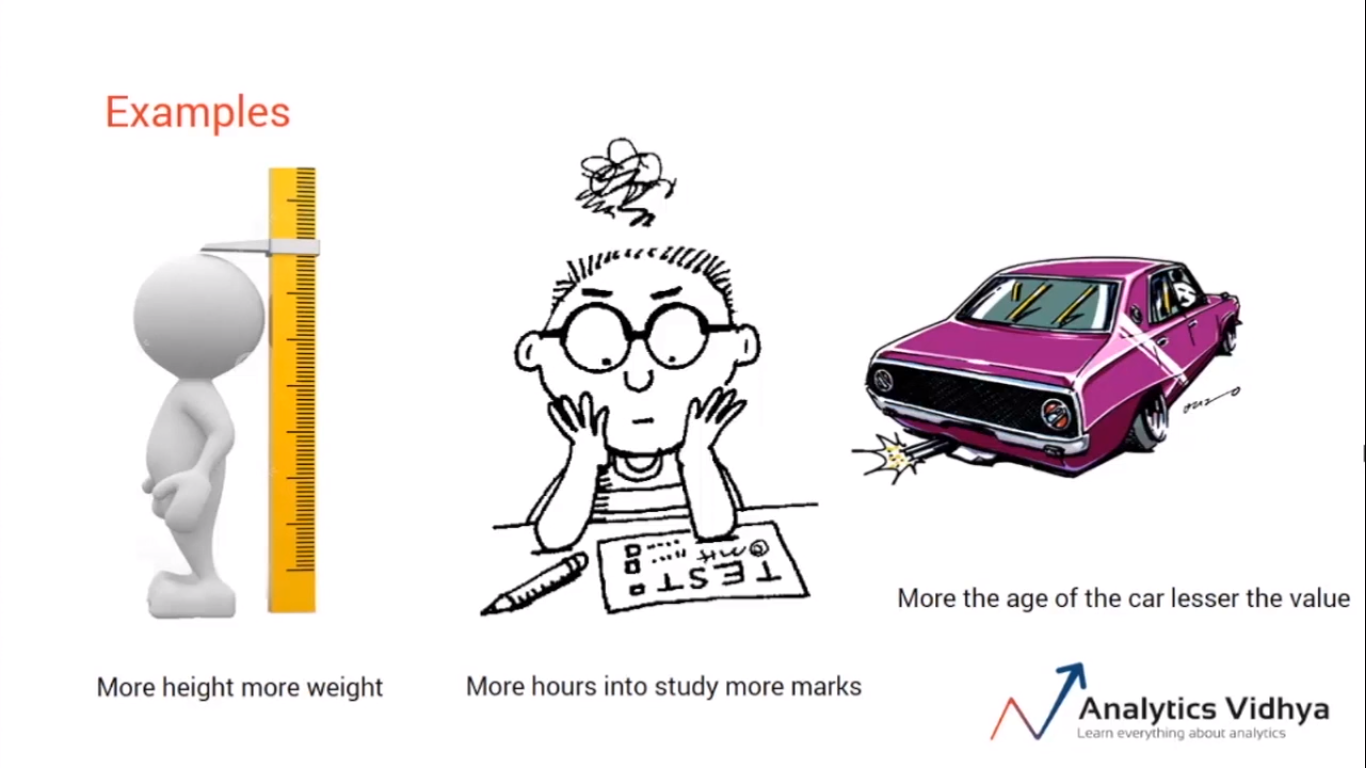 Examples
TEST
More the age of the car lesser the value
More height more weight
More hours into study more marks
Analytics Vidhya
Learn everything about analytics